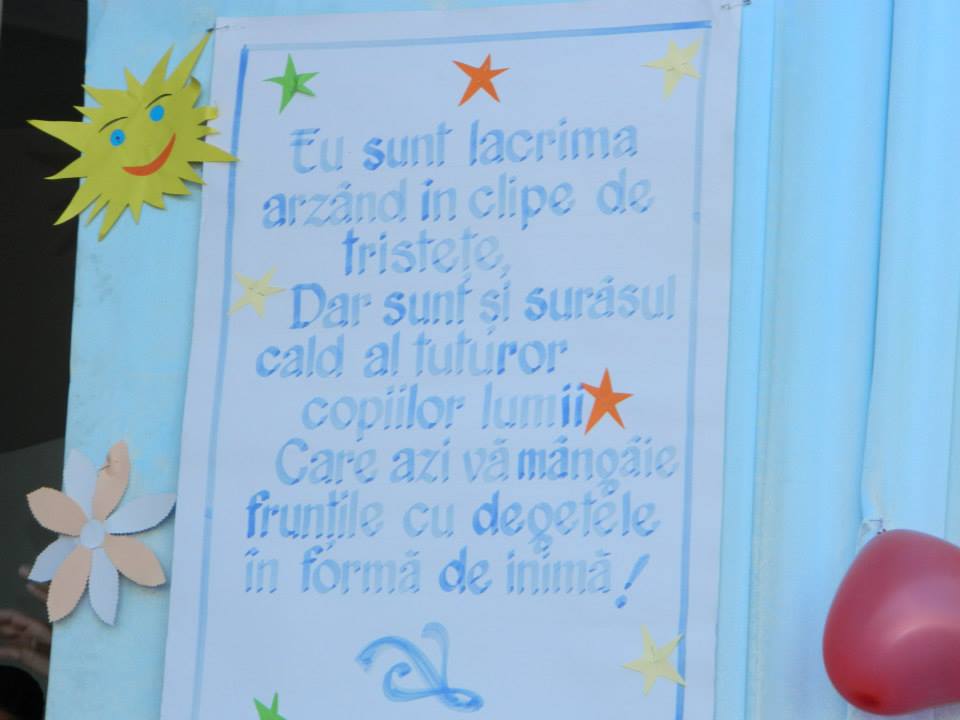 Eu sunt lacrima
arzând in clipe de
tristețe,
Dar sunt și surâsul
cald al tuturor
copiilor lumii
Care azi vă mângâie
frunțile cu degetele
în formă de inimă!